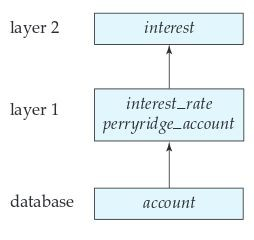 layer 2
interest
layer 1
interest_rate
perryridge_account
database
account